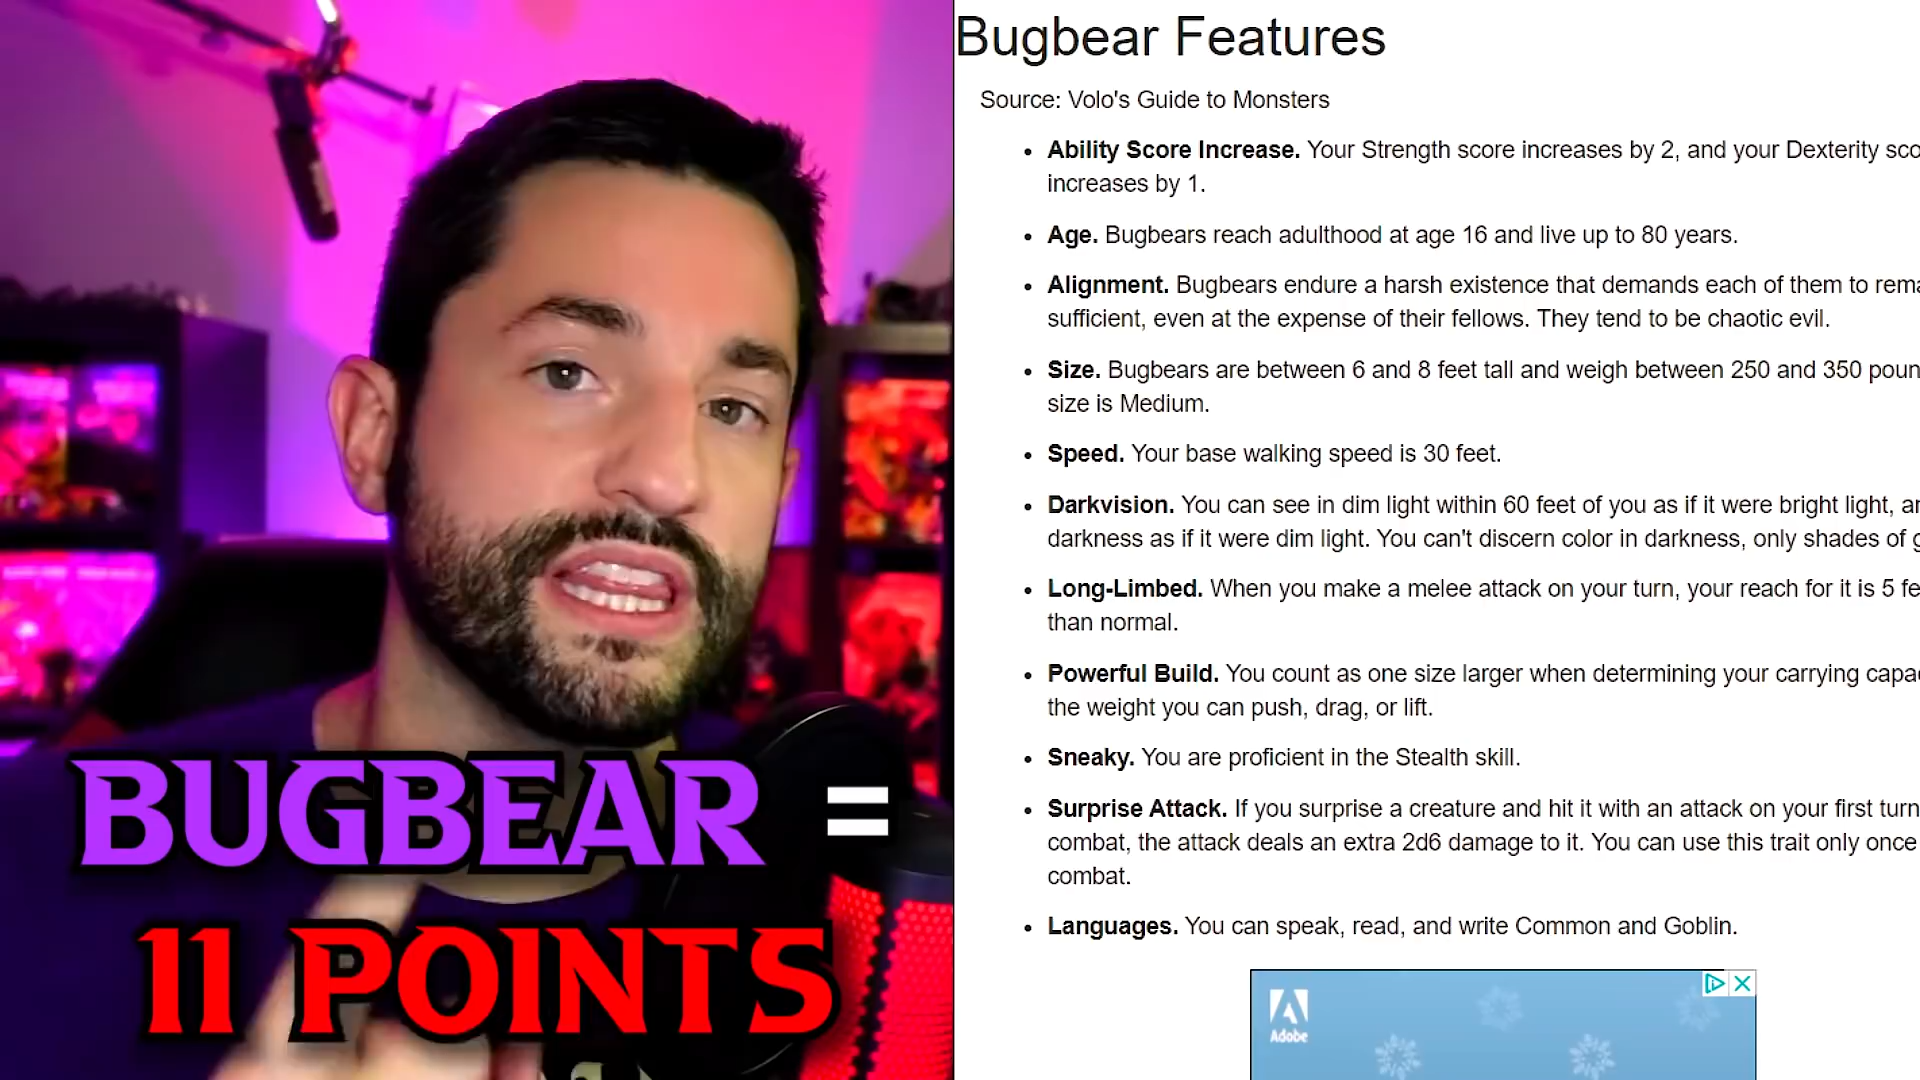 Bugbear Features
Source: Volo's Guide to Monsters
Ability Score Increase. Your Strength score increases by 2, and your Dexterity sco
increases by 1.
Age. Bugbears reach adulthood at age 16 and live up to 80 years.
Alignment. Bugbears endure a harsh existence that demands each of them to rema
sufficient, even at the expense of their fellows. They tend to be chaotic evil.
Size. Bugbears are between 6 and 8 feet tall and weigh between 250 and 350 poun
size is Medium.
Speed. Your base walking speed is 30 feet.
Darkvision. You can see in dim light within 60 feet of you as if it were bright light, an
darkness as if it were dim light. You can't discern color in darkness, only shades of g
Long-Limbed. When you make a melee attack on your turn, your reach for it is 5 fe
than normal.
Powerful Build. You count as one size larger when determining your carrying capac
the weight you can push, drag, or lift.
Sneaky. You are proficient in the Stealth skill.
Surprise Attack. If you surprise a creature and hit it with an attack on your first turn
combat, the attack deals an extra 2d6 damage to it. You can use this trait only once
combat.
Languages. You can speak, read, and write Common and Goblin.
Adobe
BUGBEAR =
11 POINTS